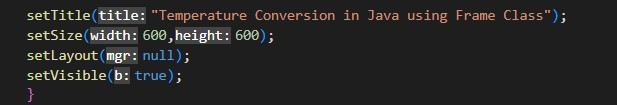 setTitle(title: "Temperature Conversion in Java using Frame Class");
setSize(width: 600,height: 600);
setLayout(mgr: null);
setVisible(b: true);
}